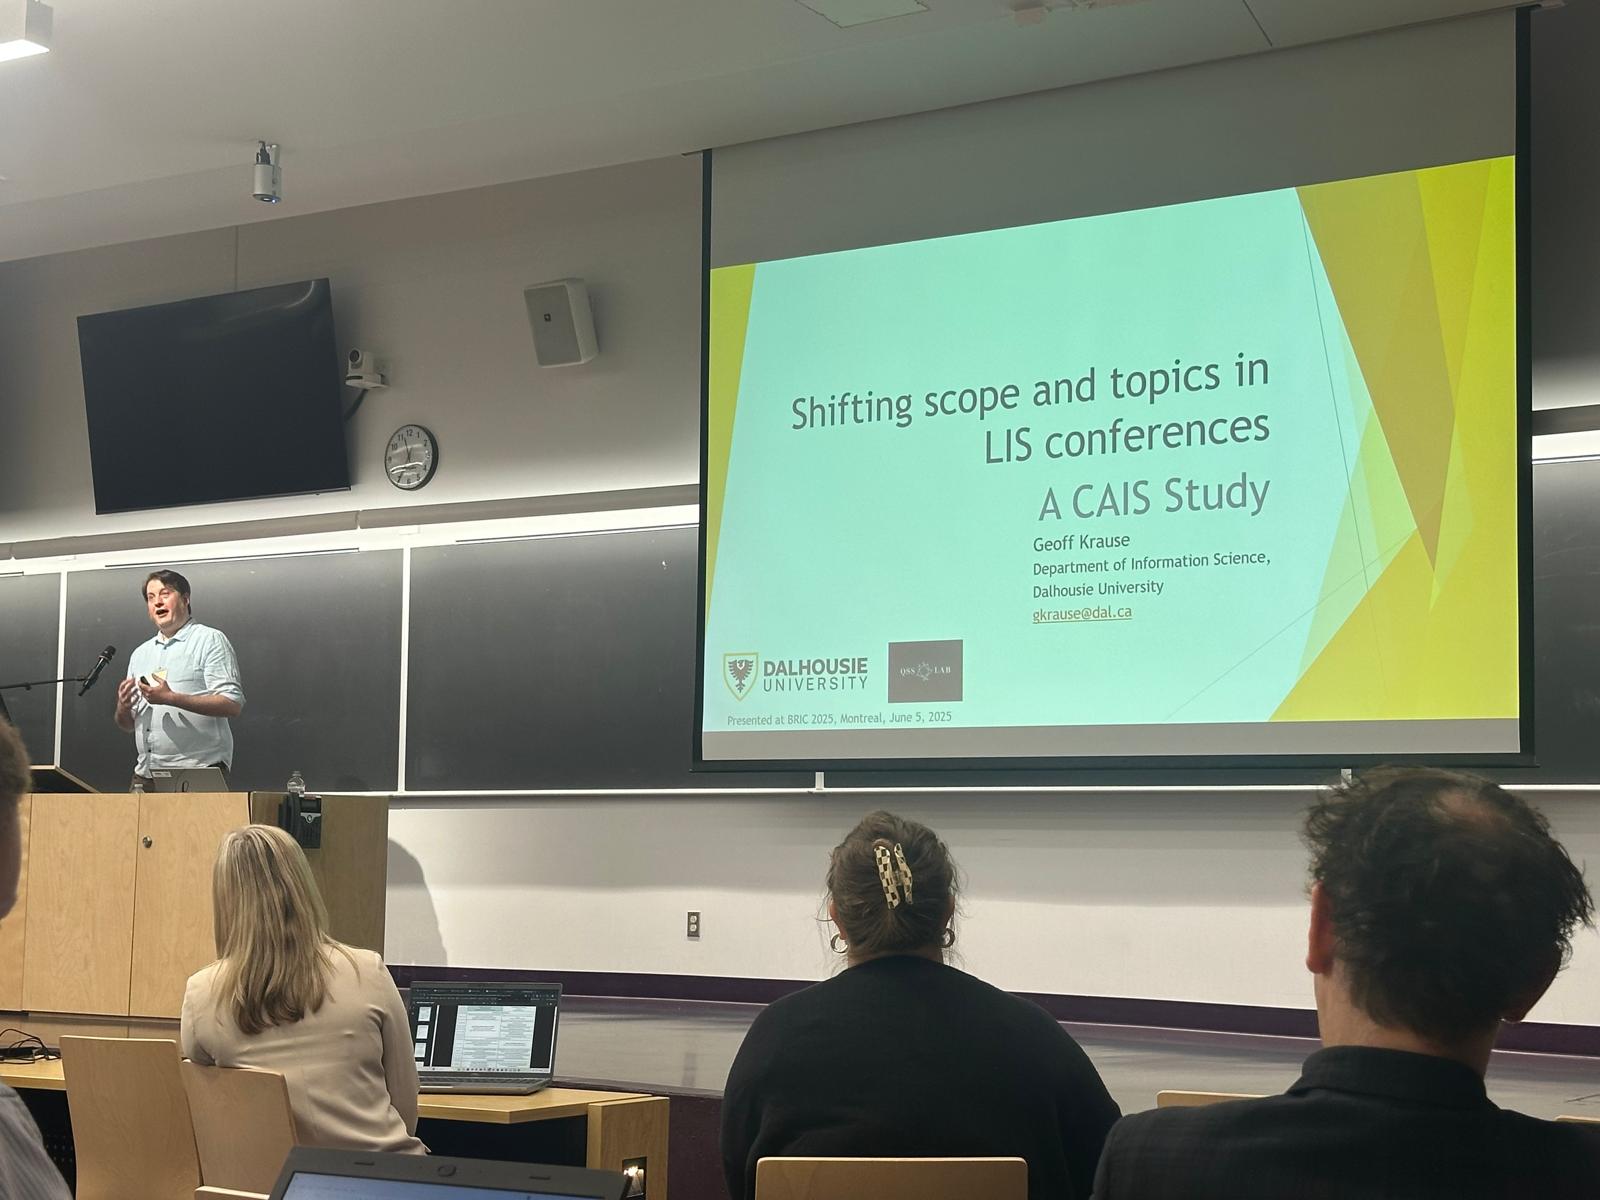 Shifting scope and topics in
LIS conferences
A CAIS Study
Geoff Krause
Department of Information Science,
Dalhousie University
gkrause@dal.ca
DALHOUSIE
UNIVERSITY
QSS LAB
Presented at BRIC 2025, Montreal, June 5, 2025